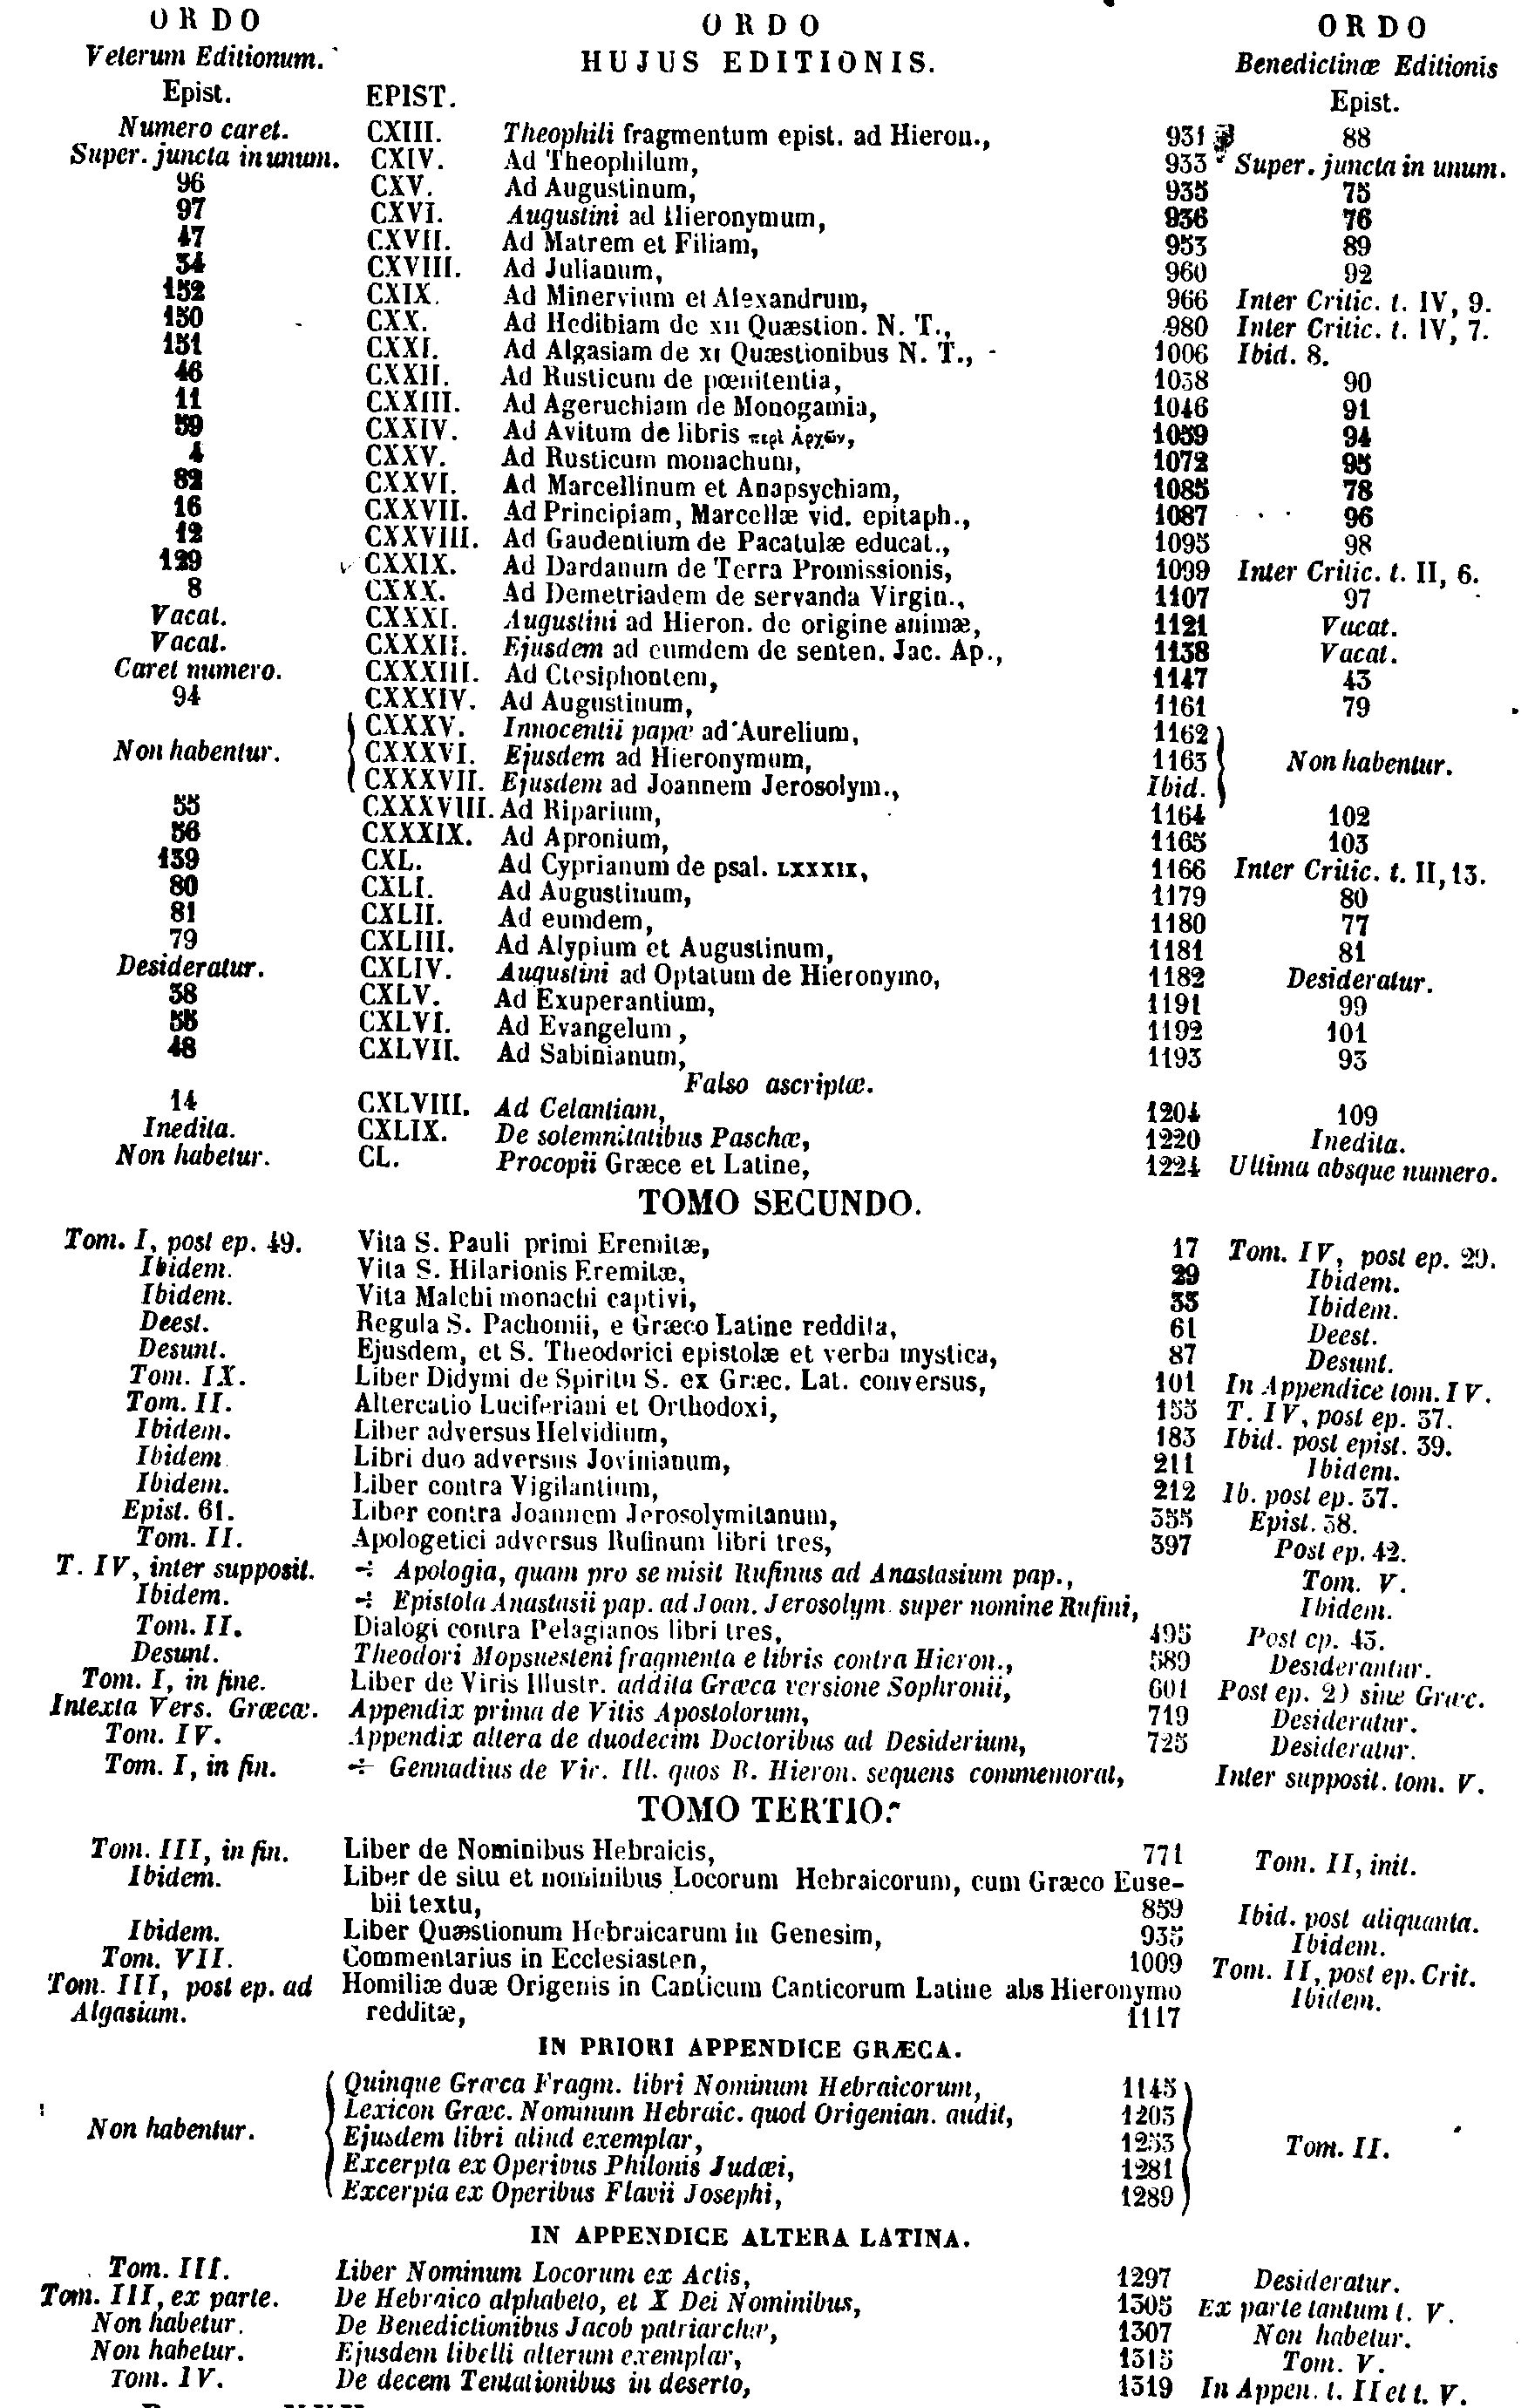 ORDO ORDO ORDO
Veterum Editionum. HUJUS EDITIONIS. Benedictinæ Editionis
Epist. EPIST. Epist.
Numero caret. CXIII. Theophili fragmentum epist. ad Hieron., 931 88
Super. juncta in unum. CXIV. Ad Theophilum, 933 Super. juncta in unum.
96 CXV. Ad Augustinum, 935 75
97 CXVI. Augustini ad Hieronymum, 936 76
47 CXVII. Ad Matrem et Filiam, 953 89
34 CXVIII. Ad Julianum, 960 92
152 CXIX. Ad Minervium et Alexandrum, 966 Inter Critic. t. IV, 9.
150 CXX. Ad Hedibiam de XII Quæstion. N. T., 980 Inter Critic. t. IV, 7.
151 CXXI. Ad Algasiam de XI Quæstionibus N. T., 1006 Ibid. 8.
46 CXXII. Ad Rusticum de pœnitentia, 1038 90
11 CXXIII. Ad Ageruchiam de Monogamia, 1046 91
59 CXXIV. Ad Avitum de libris περὶ Ἀρχῶν, 1059 94
4 CXXV. Ad Rusticum monachum, 1072 95
82 CXXVI. Ad Marcellinum et Anapsychiam, 1085 78
16 CXXVII. Ad Principiam, Marcellæ vid. epitaph., 1087 96
12 CXXVIII. Ad Gaudentium de Pacatulæ educat., 1095 98
129 CXXIX. Ad Dardanum de Terra Promissionis, 1099 Inter Critic. t. II, 6.
8 CXXX. Ad Demetriadem de servanda Virgin., 1107 97
Vacat. CXXXI. Augustini ad Hieron. de origine animæ, 1121 Vacat.
Vacat. CXXXII. Ejusdem ad eumdem de senten. Jac. Ap., 1138 Vacat.
Caret numero. CXXXIII. Ad Ctesiphontem, 1147 43
94 CXXXIV. Ad Augustinum, 1161 79
CXXXV. Innocentii papæ ad Aurelium, 1162
Non habentur. CXXXVI. Ejusdem ad Hieronymum, 1163 Non habentur.
CXXXVII. Ejusdem ad Joannem Jerosolym., Ibid.
55 CXXXVIII. Ad Riparium, 1164 102
56 CXXXIX. Ad Apronium, 1165 103
139 CXL. Ad Cyprianum de psal. LXXXIX, 1166 Inter Critic. t. II, 13.
80 CXLI. Ad Augustinum, 1179 80
81 CXLII. Ad eumdem, 1180 77
79 CXLIII. Ad Alypium et Augustinum, 1181 81
Desideratur. CXLIV. Augustini ad Optatum de Hieronymo, 1182 Desideratur.
38 CXLV. Ad Exuperantium, 1191 99
CXLVI. Ad Evangelum, 1192 101
48 CXLVII. Ad Sabinianum, 1193 93
Falso ascriptæ.
14 CXLVIII. Ad Celantiam, 1204 109
Inedita. CXLIX. De solemnitatibus Paschæ, 1220 Inedita.
Non habetur. CL. Procopii Græce et Latine, 1224 Ultima absque numero.
TOMO SECUNDO.
Tom. I, post ep. 49. Vita S. Pauli primi Eremitæ, 17 Tom. IV, post ep. 29.
Ibidem. Vita S. Hilarionis Eremitæ, 29 Ibidem.
Ibidem. Vita Malchi monachi captivi, 53 Ibidem.
Deest. Regula S. Pachomii, e Græco Latine reddita, 61 Deest.
Desunt. Ejusdem, et S. Theodorici epistolæ et verba mystica, 87 Desunt.
Tom. IX. Liber Didymi de Spiritu S. ex Græc. Lat. conversus, 101 In Appendice tom. IV.
Tom. II. Altercatio Luciferiani et Orthodoxi, 155 T. IV, post ep. 37.
Ibidem. Liber adversus Helvidium, 183 Ibid. post epist. 39.
Ibidem Libri duo adversus Jovinianum, 211 Ibidem.
Ibidem. Liber contra Vigilantium, 212 Ib. post ep. 37.
Epist. 61. Liber contra Joannem Jerosolymitanum, 355 Epist. 38.
Tom. II. Apologetici adversus Rufinum libri tres, 397 Post ep. 42.
T. IV, inter supposit. ⁒ Apologia, quam pro se misit Rufinus ad Anastasium pap., Tom. V.
Ibidem. ⁒ Epistola Anastasii pap. ad Joan. Jerosolym. super nomine Rufini, Ibidem.
Tom. II. Dialogi contra Pelagianos libri tres, 495 Post ep. 43.
Desunt. Theodori Mopsuesteni fragmenta e libris contra Hieron., 589 Desiderantur.
Tom. I, in fine. Liber de Viris Illustr. addita Græca versione Sophronii, 601 Post ep. 29 sine Græc.
Intexta Vers. Græcæ. Appendix prima de Vitis Apostolorum, 719 Desideratur.
Tom. IV. Appendix altera de duodecim Doctoribus ad Desiderium, 725 Desideratur.
Tom. I, in fin. ÷ Gennadius de Vir. Ill. quos B. Hieron. sequens commemorat, Inter supposit. tom. V.
TOMO TERTIO.
Tom. III, in fin. Liber de Nominibus Hebraicis, 771 Tom. II, init.
Ibidem. Liber de situ et nominibus Locorum Hebraicorum, cum Græco Euse-
bii textu, 859 Ibid. post aliquanta.
Ibidem. Liber Quæstionum Hebraicarum in Genesim, 935 Ibidem.
Tom. VII. Commentarius in Ecclesiasten, 1009 Tom. II, post ep. Crit.
Tom. III, post ep. ad Homiliæ duæ Origenis in Canticum Canticorum Latine abs Hieronymo Ibidem.
Algasiam. redditæ, 1117
IN PRIORI APPENDICE GRÆCA.
Quinque Græca Fragm. libri Nominum Hebraicorum, 1145
Lexicon Græc. Nominum Hebraic. quod Origenian. audit, 1203
Non habentur. Ejusdem libri aliud exemplar, 1253 Tom. II.
Excerpta ex Operibus Philonis Judæi, 1281
Excerpta ex Operibus Flavii Josephi, 1289
IN APPENDICE ALTERA LATINA.
Tom. III. Liber Nominum Locorum ex Actis, 1297 Desideratur.
Tom. III, ex parte. De Hebraico alphabeto, et X Dei Nominibus, 1305 Ex parte tantum t. V.
Non habetur. De Benedictionibus Jacob patriarchæ, 1307 Non habetur.
Non habetur. Ejusdem libelli alterum exemplar, 1315 Tom. V.
Tom. IV. De decem Tentationibus in deserto, 1319 In Appen. t. II et t. V.